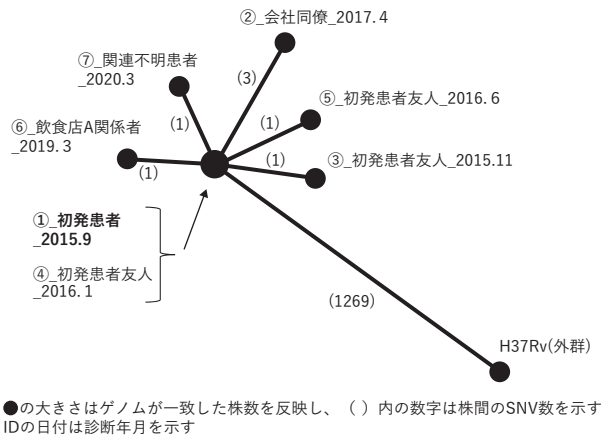 ②_会社同僚_2017. 4
⑦_関連不明患者
_2020.3
(3)
⑤_初発患者友人_2016. 6
⑥_飲食店A関係者
_2019. 3
(1)
(1)
③_初発患者友人_2015.11
(1)
(1)
①_初発患者
_2015.9
④_初発患者友人
_2016. 1
(1269)
H37Rv(外群)
●の大きさはゲノムが一致した株数を反映し、（ ）内の数字は株間のSNV数を示す
IDの日付は診断年月を示す